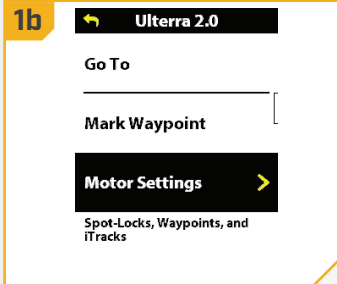 1b
Ulterra 2.0
Go To
Mark Waypoint
Motor Settings
Spot-Locks, Waypoints, and
iTracks